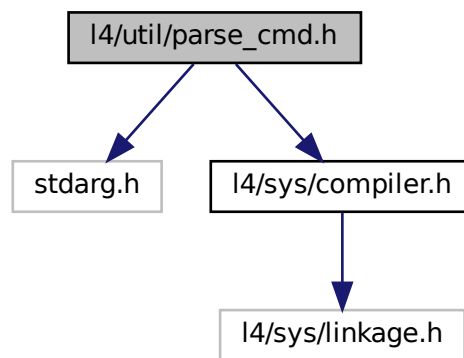 l4/util/parse_cmd.h
stdarg.h
l4/sys/compiler.h
l4/sys/linkage.h